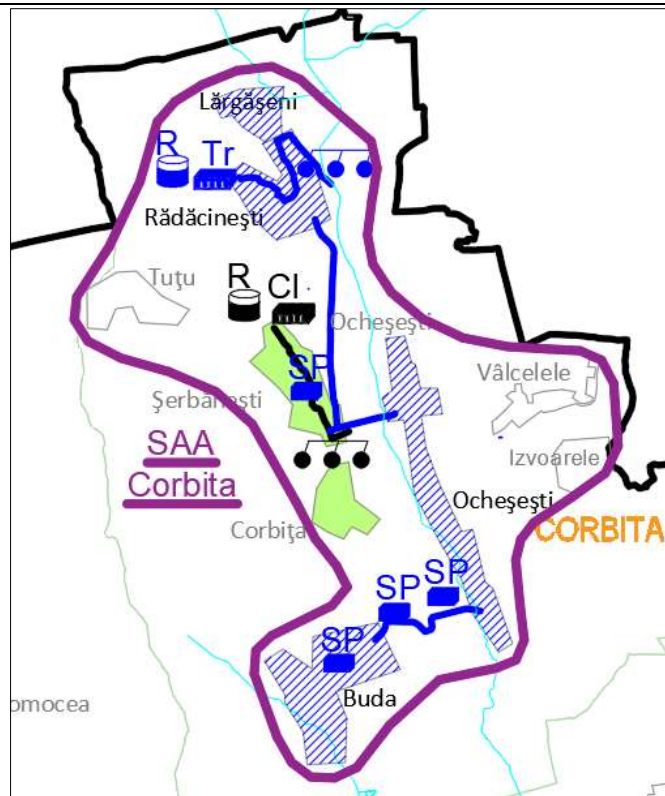 Lărgăşeni
R
Tr
Rădăcineşti
Tuţu
R
Cl
Ocheşeşti
SP
Şerbăneşti
Vâlcelele
SAA
Corbita
Izvoarele
Ocheşeşti
Corbiţa
CORBITA
SP
SP
SP
Buda
omocea